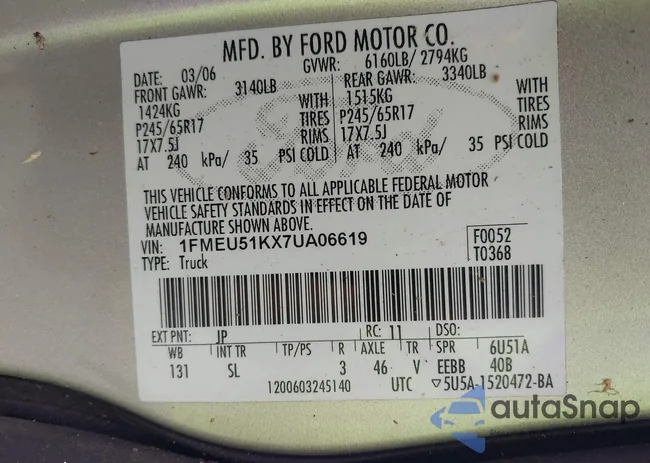 MFD. BY FORD MOTOR CO.
DATE: 03/06 GVWR: 6160LB/ 2794KG
FRONT GAWR: 3140LB REAR GAWR: 3340LB
1424KG WITH 1515KG WITH
P245/65R17 TIRES P245/65R17 TIRES
17X7.5J RIMS 17X7.5J RIMS
AT 240 kPa/ 35 PSI COLD AT 240 kPa/ 35 PSI COLD
THIS VEHICLE CONFORMS TO ALL APPLICABLE FEDERAL MOTOR
VEHICLE SAFETY STANDARDS IN EFFECT ON THE DATE OF
MANUFACTURE SHOWN ABOVE.
VIN: 1FMEU51KX7UA06619 F0052
TYPE: Truck T0368
EXT PNT: JP RC: 11 DSO:
WB INT TR TP/PS R AXLE TR SPR 6U51A
131 SL 3 46 V EEBB 40B
1200603245140 UTC ▽5U5A-1520472-BA
Ford
autoSnap